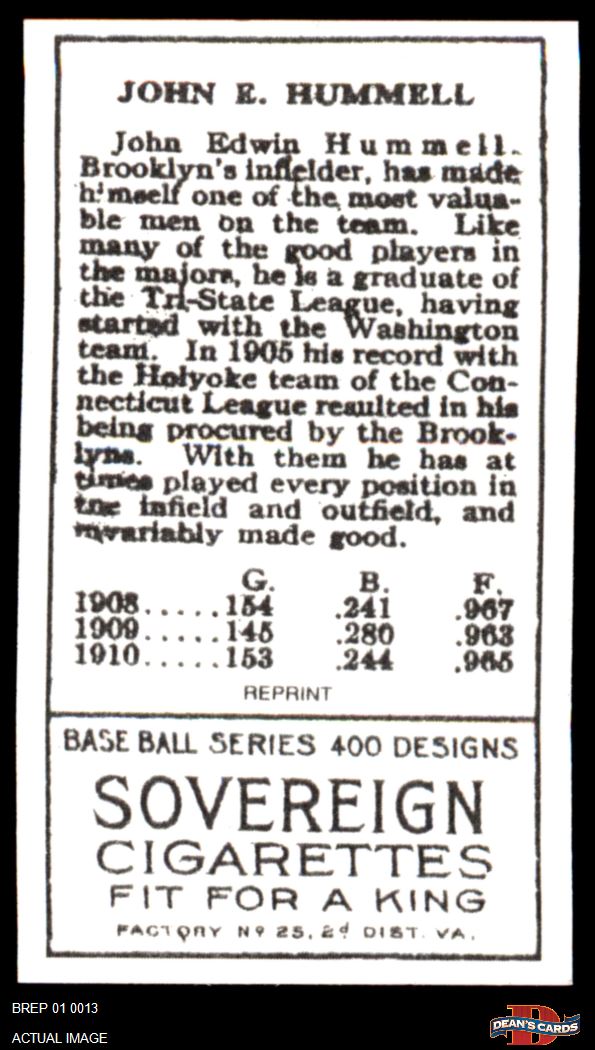 JOHN E. HUMMELL
John Edwin Hummell.
Brooklyn's infielder, has made
himself one of the most valua-
ble men on the team. Like
many of the good players in
the majors, he is a graduate of
the Tri-State League, having
started with the Washington
team. In 1905 his record with
the Holyoke team of the Con-
necticut League resulted in his
being procured by the Brook-
lyns. With them he has at
times played every position in
the infield and outfield, and
invariably made good.
G. B. F.
1908.....154 .241 .967
1909.....145 .280 .963
1910.....153 .244 .965
REPRINT
BASE BALL SERIES 400 DESIGNS
SOVEREIGN
CIGARETTES
FIT FOR A KING
FACTORY No 25, 2d DIST. VA.
BREP 01 0013
ACTUAL IMAGE
DEAN'S CARDS